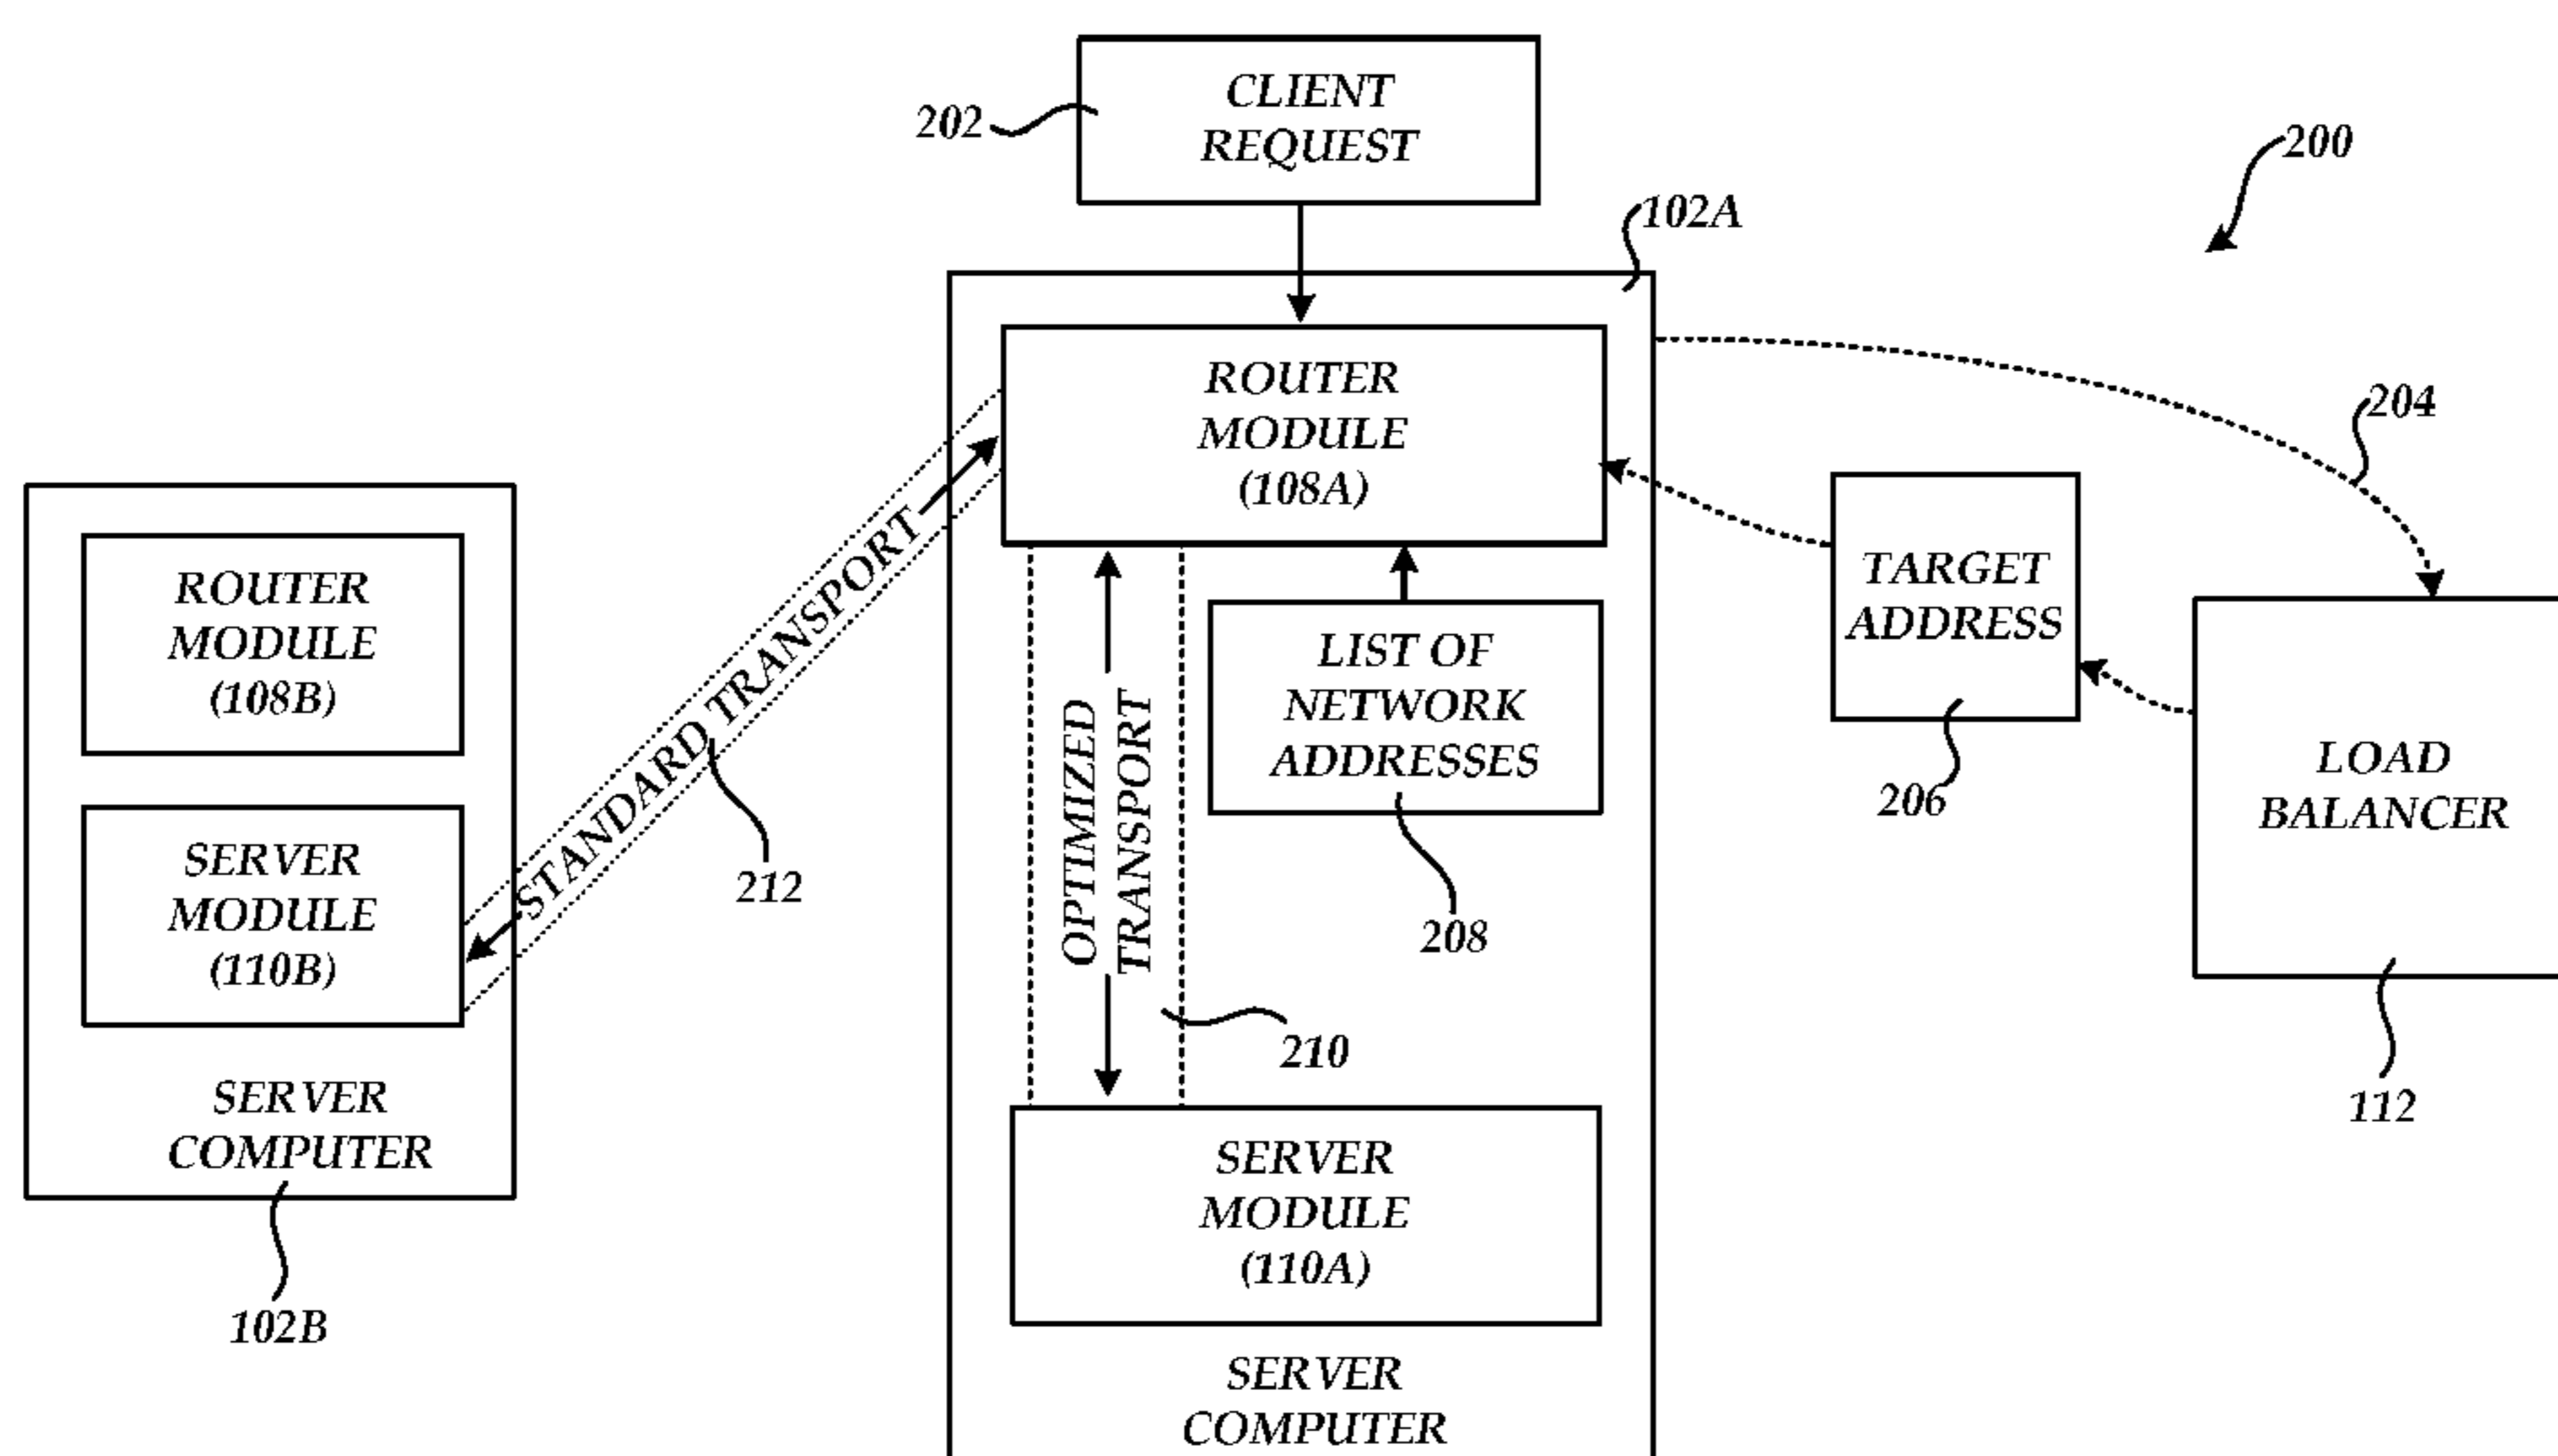 CLIENT
REQUEST
202
200
102A
ROUTER
MODULE
(108A)
204
TARGET
ADDRESS
206
LOAD
BALANCER
112
LIST OF
NETWORK
ADDRESSES
208
OPTIMIZED
TRANSPORT
210
STANDARD TRANSPORT
212
ROUTER
MODULE
(108B)
SERVER
MODULE
(110B)
SERVER
COMPUTER
102B
SERVER
MODULE
(110A)
SERVER
COMPUTER